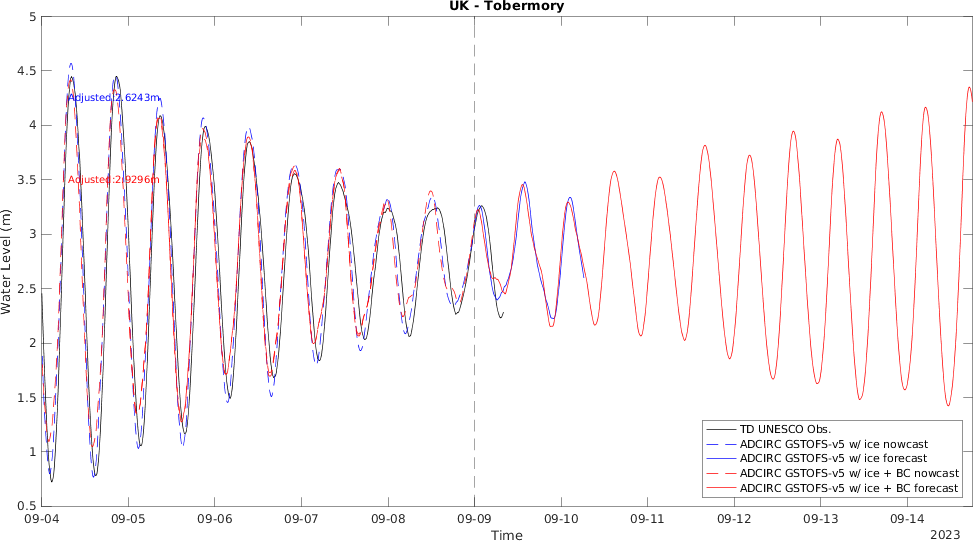 UK - Tobermory
5
4.5
4
3.5
3
2.5
2
1.5
1
0.5
Water Level (m)
Adjusted:2.6243m
Adjusted:2.9296m
TD UNESCO Obs.
ADCIRC GSTOFS-v5 w/ ice nowcast
ADCIRC GSTOFS-v5 w/ ice forecast
ADCIRC GSTOFS-v5 w/ ice + BC nowcast
ADCIRC GSTOFS-v5 w/ ice + BC forecast
09-04 09-05 09-06 09-07 09-08 09-09 09-10 09-11 09-12 09-13 09-14
Time
2023